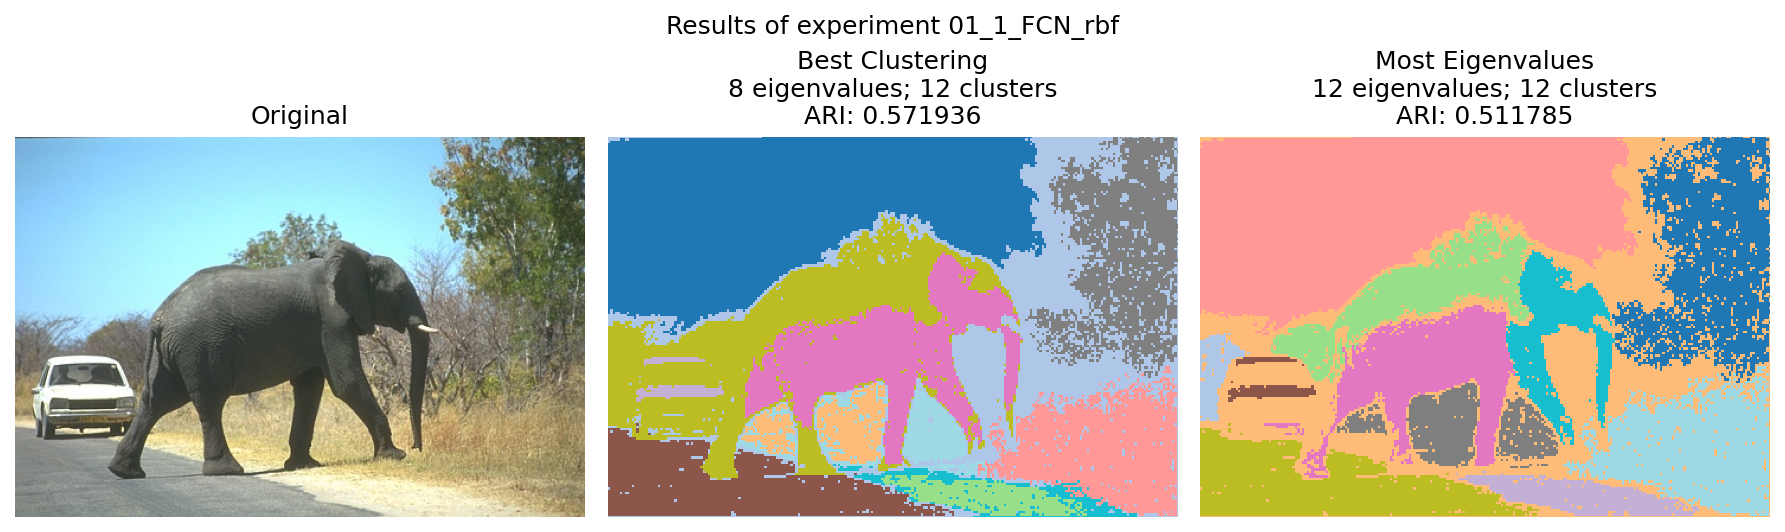 Results of experiment 01_1_FCN_rbf
Original
Best Clustering
8 eigenvalues; 12 clusters
ARI: 0.571936
Most Eigenvalues
12 eigenvalues; 12 clusters
ARI: 0.511785